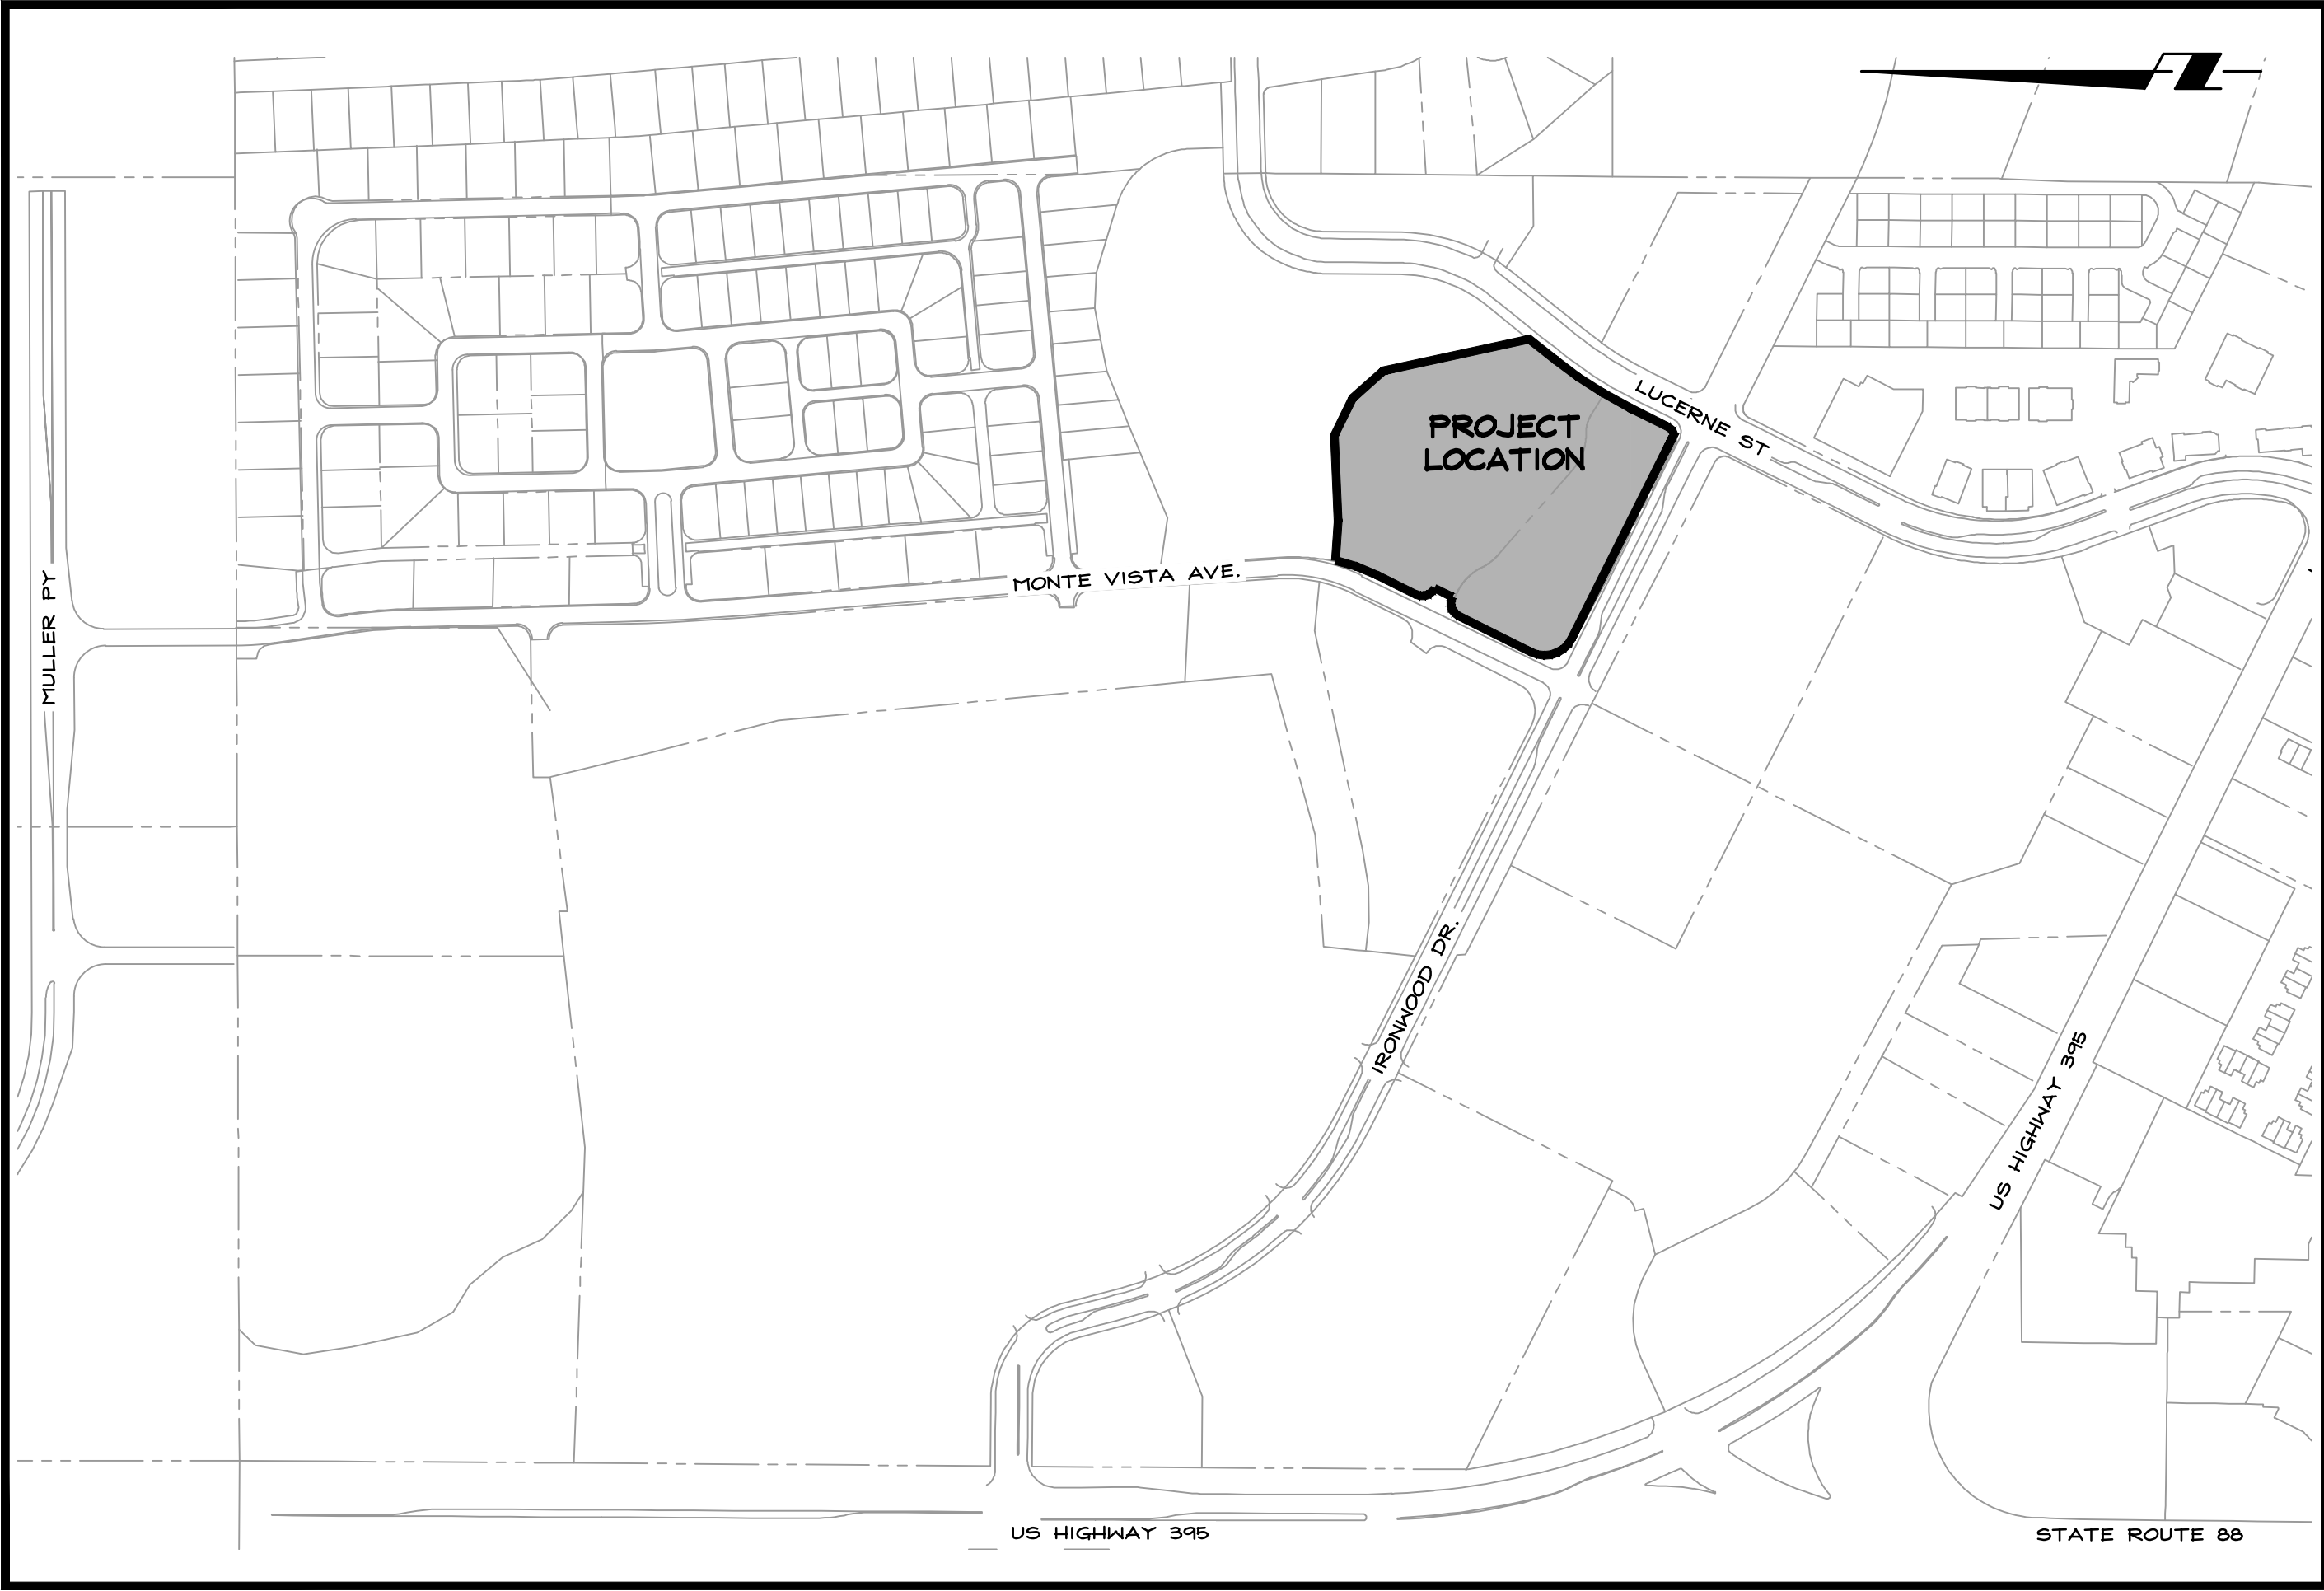 PROJECT
LOCATION
LUCERNE ST
MONTE VISTA AVE.
MULLER PY
IRONWOOD DR.
US HIGHWAY 395
US HIGHWAY 395
STATE ROUTE 88